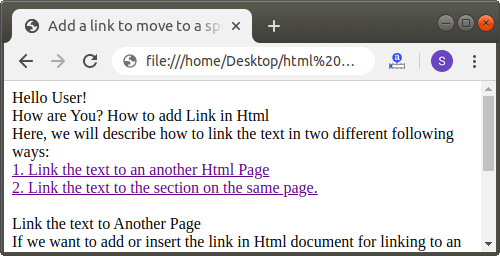 Add a link to move to a sp
file:///home/Desktop/html%20...
S
Hello User!
How are You? How to add Link in Html
Here, we will describe how to link the text in two different following
ways:
1. Link the text to an another Html Page
2. Link the text to the section on the same page.
Link the text to Another Page
If we want to add or insert the link in Html document for linking to an